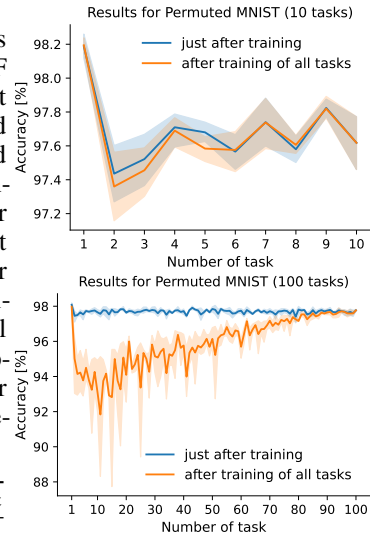 Results for Permuted MNIST (10 tasks)
98.2
98.0
97.8
97.6
97.4
97.2
Accuracy [%]
just after training
after training of all tasks
1 2 3 4 5 6 7 8 9 10
Number of task
Results for Permuted MNIST (100 tasks)
98
96
94
92
90
88
Accuracy [%]
just after training
after training of all tasks
1 10 20 30 40 50 60 70 80 90 100
Number of task